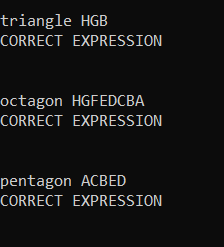 triangle HGB
CORRECT EXPRESSION
octagon HGFEDCBA
CORRECT EXPRESSION
pentagon ACBED
CORRECT EXPRESSION